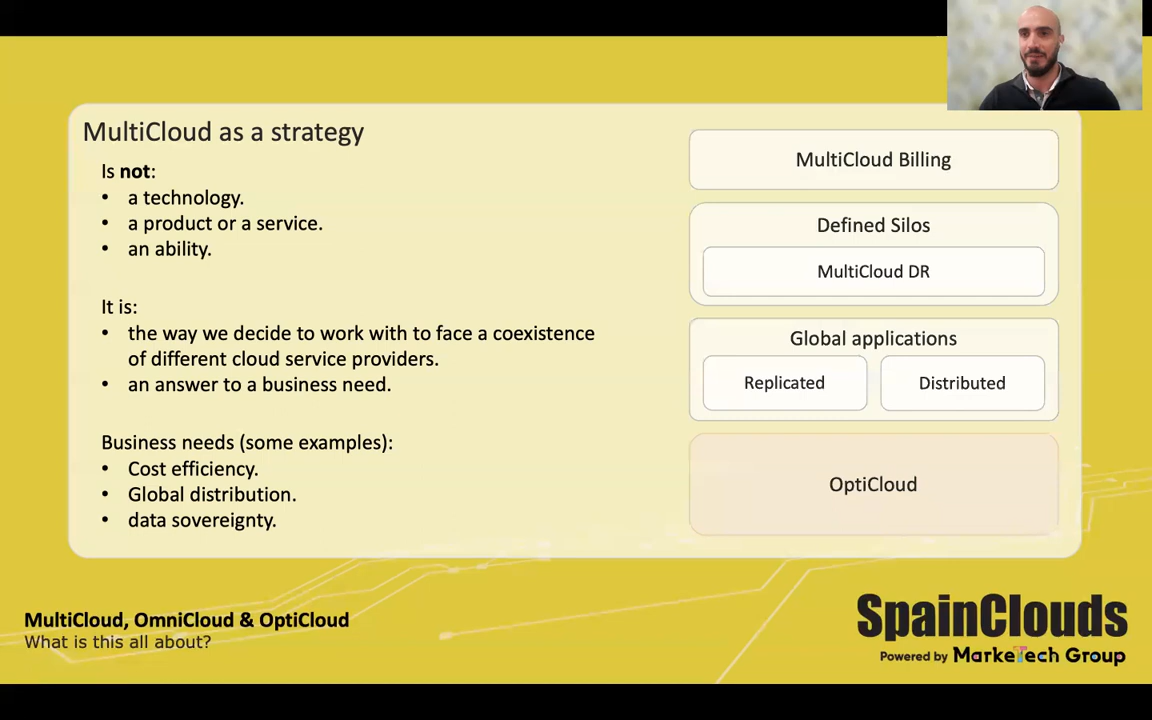 MultiCloud as a strategy
Is not:
• a technology.
• a product or a service.
• an ability.
It is:
• the way we decide to work with to face a coexistence
of different cloud service providers.
• an answer to a business need.
Business needs (some examples):
• Cost efficiency.
• Global distribution.
• data sovereignty.
MultiCloud Billing
Defined Silos
MultiCloud DR
Global applications
Replicated
Distributed
OptiCloud
MultiCloud, OmniCloud & OptiCloud
What is this all about?
SpainClouds
Powered by MarkeTech Group